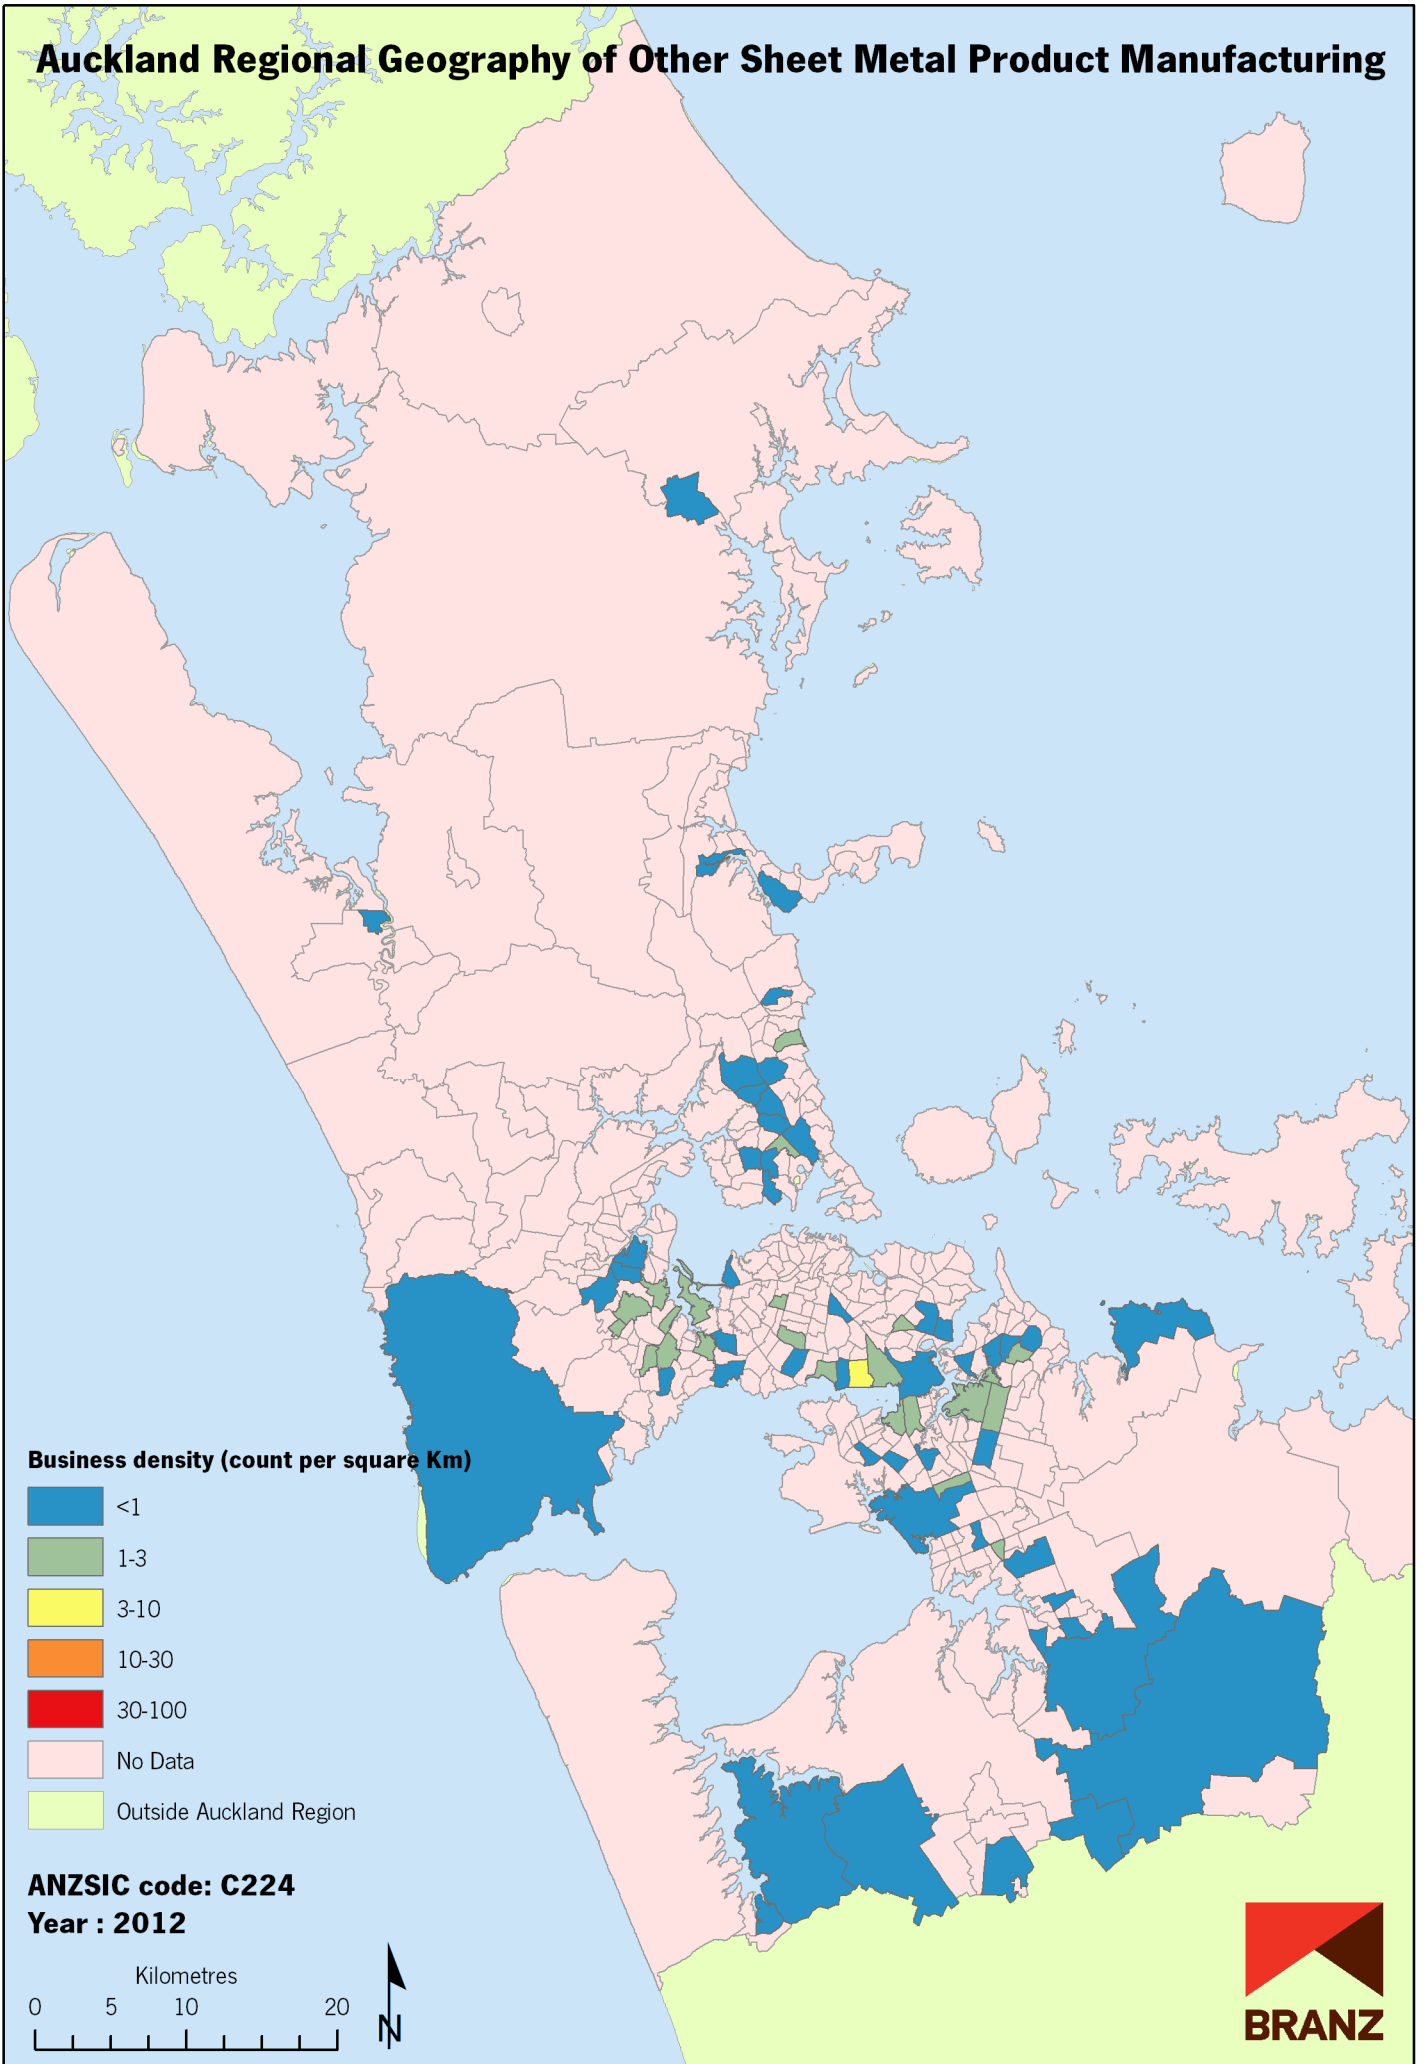 Auckland Regional Geography of Other Sheet Metal Product Manufacturing
Business density (count per square Km)
<1
1-3
3-10
10-30
30-100
No Data
Outside Auckland Region
ANZSIC code: C224
Year : 2012
Kilometres
0 5 10 20
N
BRANZ